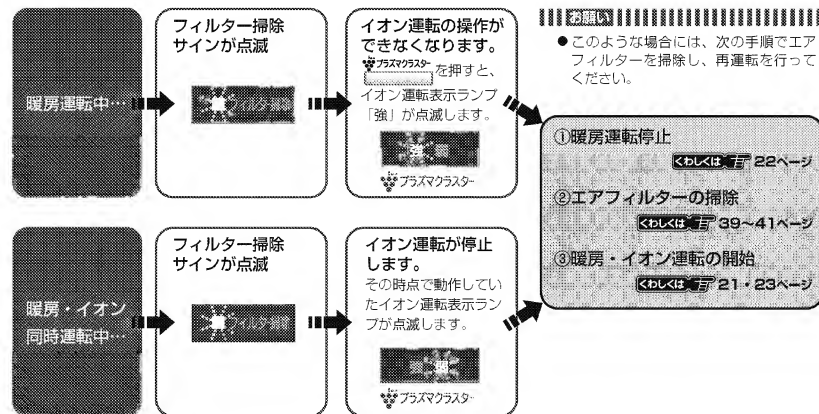 暖房運転中…
フィルター掃除
サインが点滅
フィルター掃除
イオン運転の操作が
できなくなります。
プラズマクラスター を押すと、
イオン運転表示ランプ
「強」が点滅します。
強 弱
プラズマクラスター
お願い
●このような場合には、次の手順でエア
フィルターを掃除し、再運転を行って
ください。
①暖房運転停止
くわしくは 22ページ
②エアフィルターの掃除
くわしくは 39~41ページ
③暖房・イオン運転の開始
くわしくは 21・23ページ
暖房・イオン
同時運転中…
フィルター掃除
サインが点滅
フィルター掃除
イオン運転が停止
します。
その時点で動作してい
たイオン運転表示ラン
プが点滅します。
強 弱
プラズマクラスター